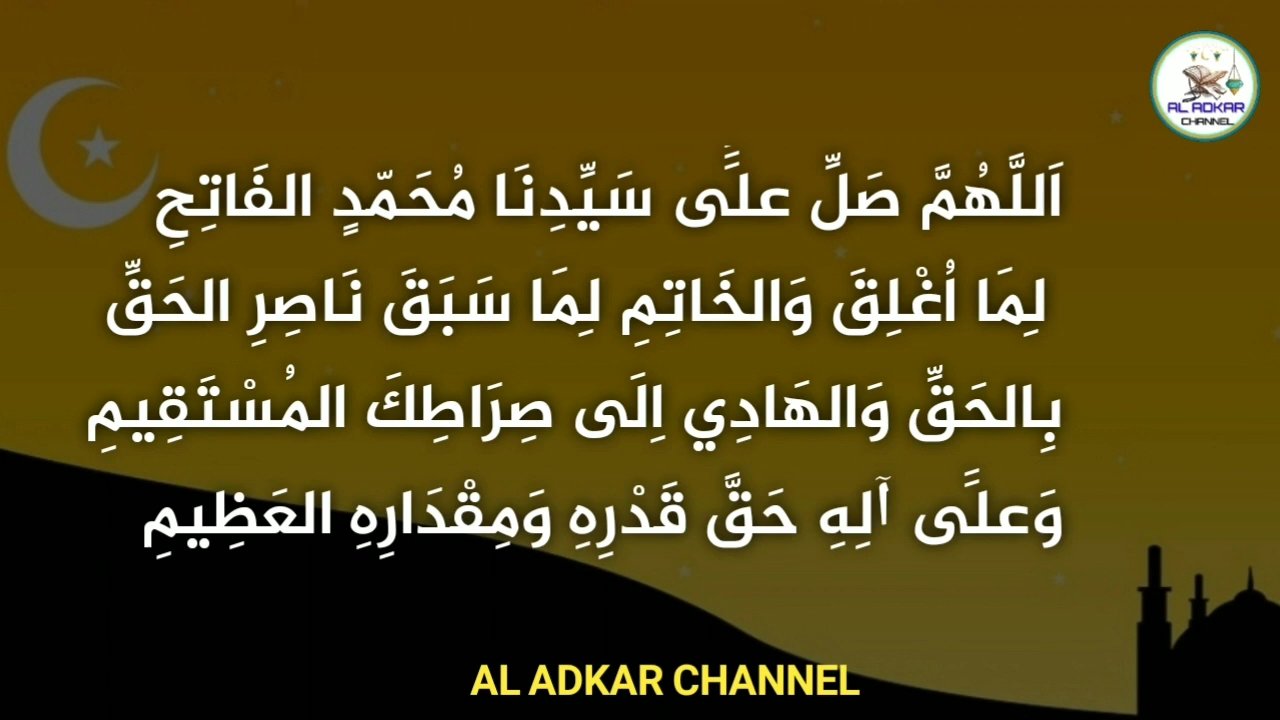 AL ADKAR
CHANNEL
اَللَّهُمَّ صَلِّ علَى سَيِّدِنَا مُحَمّدٍ الفَاتِحِ
لِمَا اُغْلِقَ وَالخَاتِمِ لِمَا سَبَقَ نَاصِرِ الحَقِّ
بِالحَقِّ وَالهَادِي اِلَى صِرَاطِكَ المُسْتَقِيمِ
وَعلَى آلِهِ حَقَّ قَدْرِهِ وَمِقْدَارِهِ العَظِيمِ
AL ADKAR CHANNEL